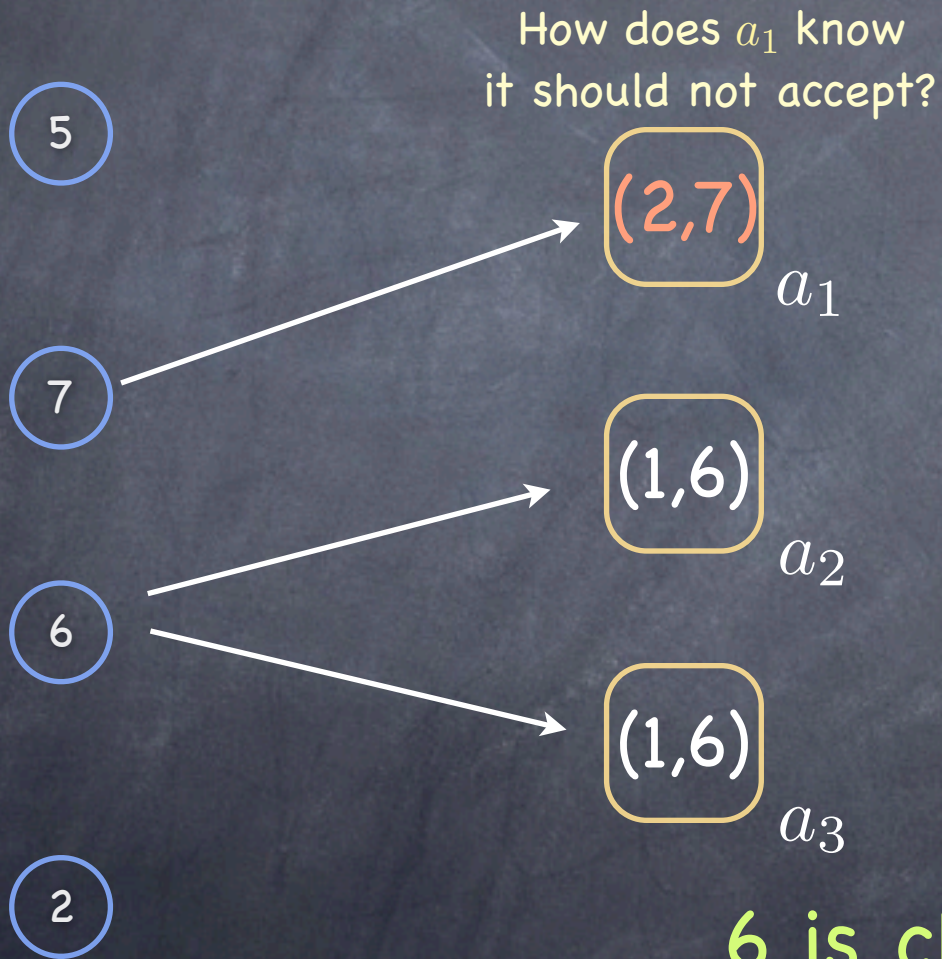 How does a₁ know
it should not accept?
5
(2,7)
a₁
7
(1,6)
a₂
6
(1,6)
a₃
2
6 is